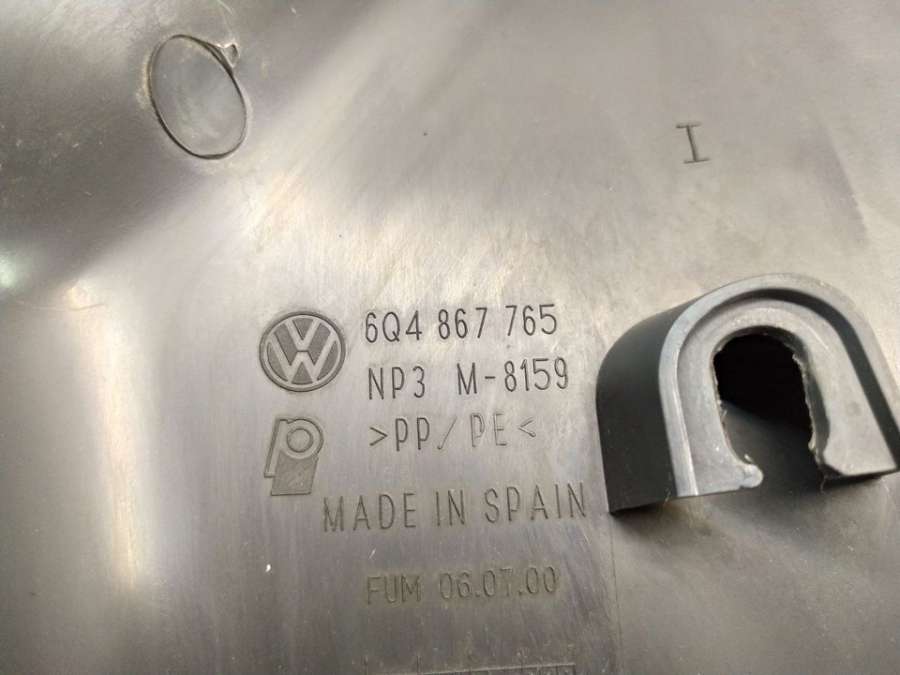 I
6Q4 867 765
NP3 M-8159
>PP/PE<
MADE IN SPAIN
FUM 06.07.00